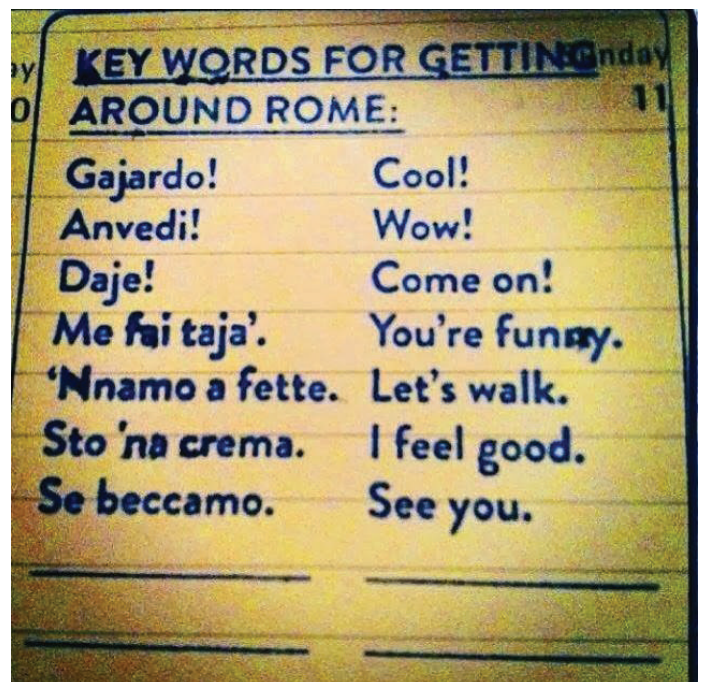 KEY WORDS FOR GETTING
AROUND ROME:
Sunday
11
Gajardo! Cool!
Anvedi! Wow!
Daje! Come on!
Me fai taja'. You're funny.
'Nnamo a fette. Let's walk.
Sto 'na crema. I feel good.
Se beccamo. See you.